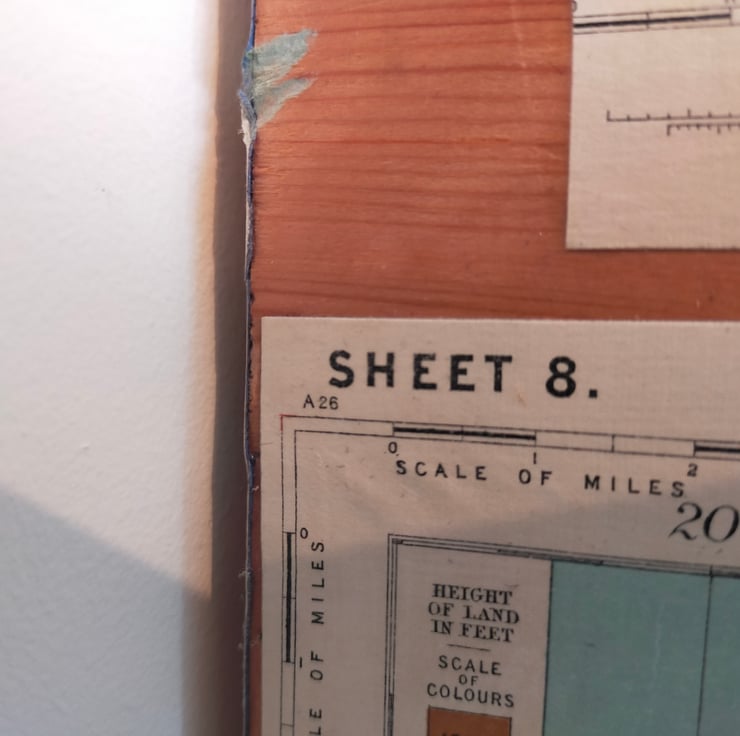 SHEET 8.
A26
0 1 2
SCALE OF MILES
20
0
HEIGHT
OF LAND
IN FEET
SCALE
OF
COLOURS
LE OF MILES